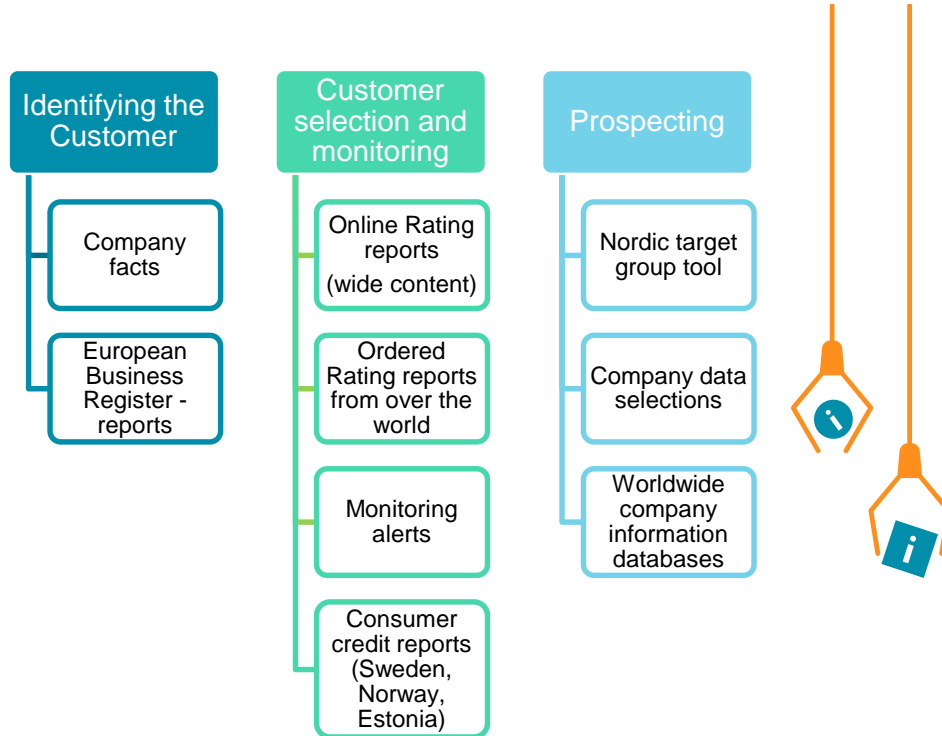 Identifying the
Customer
Company
facts
European
Business
Register -
reports
Customer
selection and
monitoring
Online Rating
reports
(wide content)
Ordered
Rating reports
from over the
world
Monitoring
alerts
Consumer
credit reports
(Sweden,
Norway,
Estonia)
Prospecting
Nordic target
group tool
Company data
selections
Worldwide
company
information
databases
i
i